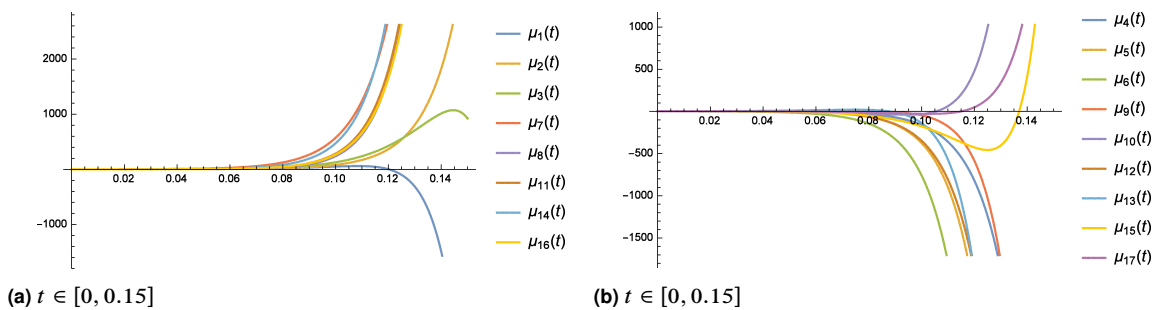 2000
1000
-1000
0.02 0.04 0.06 0.08 0.10 0.12 0.14
μ1(t)
μ2(t)
μ3(t)
μ7(t)
μ8(t)
μ11(t)
μ14(t)
μ16(t)
(a) t ∈ [0, 0.15]
1000
500
-500
-1000
-1500
0.02 0.04 0.06 0.08 0.10 0.12 0.14
μ4(t)
μ5(t)
μ6(t)
μ9(t)
μ10(t)
μ12(t)
μ13(t)
μ15(t)
μ17(t)
(b) t ∈ [0, 0.15]